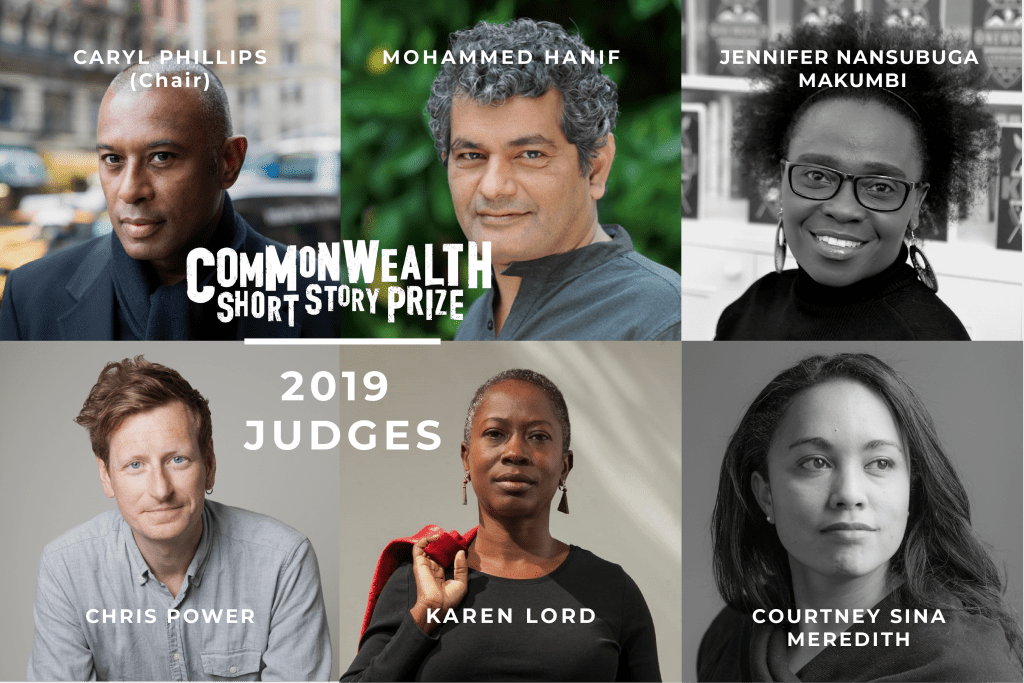 CARYL PHILLIPS
(Chair)
MOHAMMED HANIF
JENNIFER NANSUBUGA
MAKUMBI
COMMONWEALTH
SHORT STORY PRIZE
2019
JUDGES
CHRIS POWER
KAREN LORD
COURTNEY SINA
MEREDITH